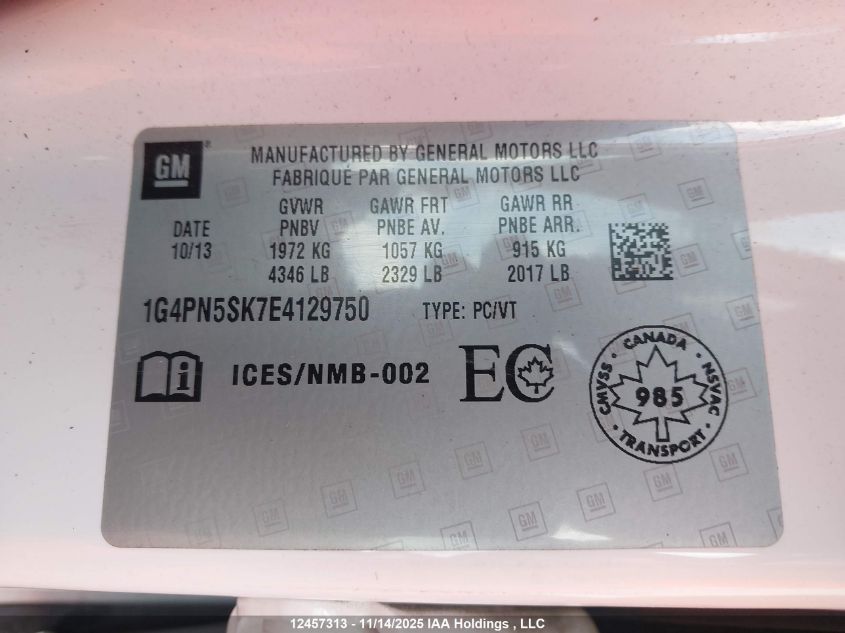 GM
MANUFACTURED BY GENERAL MOTORS LLC
FABRIQUÉ PAR GENERAL MOTORS LLC
GVWR GAWR FRT GAWR RR
DATE PNBV PNBE AV. PNBE ARR.
10/13 1972 KG 1057 KG 915 KG
4346 LB 2329 LB 2017 LB
1G4PN5SK7E4129750 TYPE: PC/VT
i ICES/NMB-002 EC
CANADA
CMVSS 985 NSVAC
TRANSPORT
12457313 - 11/14/2025 IAA Holdings , LLC